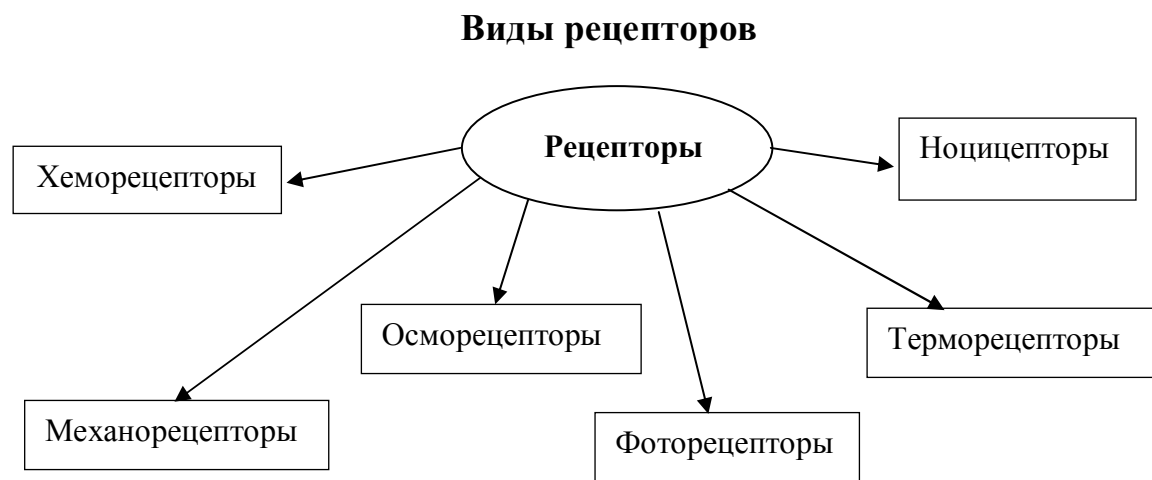 Виды рецепторов
Рецепторы
Ноцицепторы
Хеморецепторы
Осморецепторы
Терморецепторы
Механорецепторы
Фоторецепторы